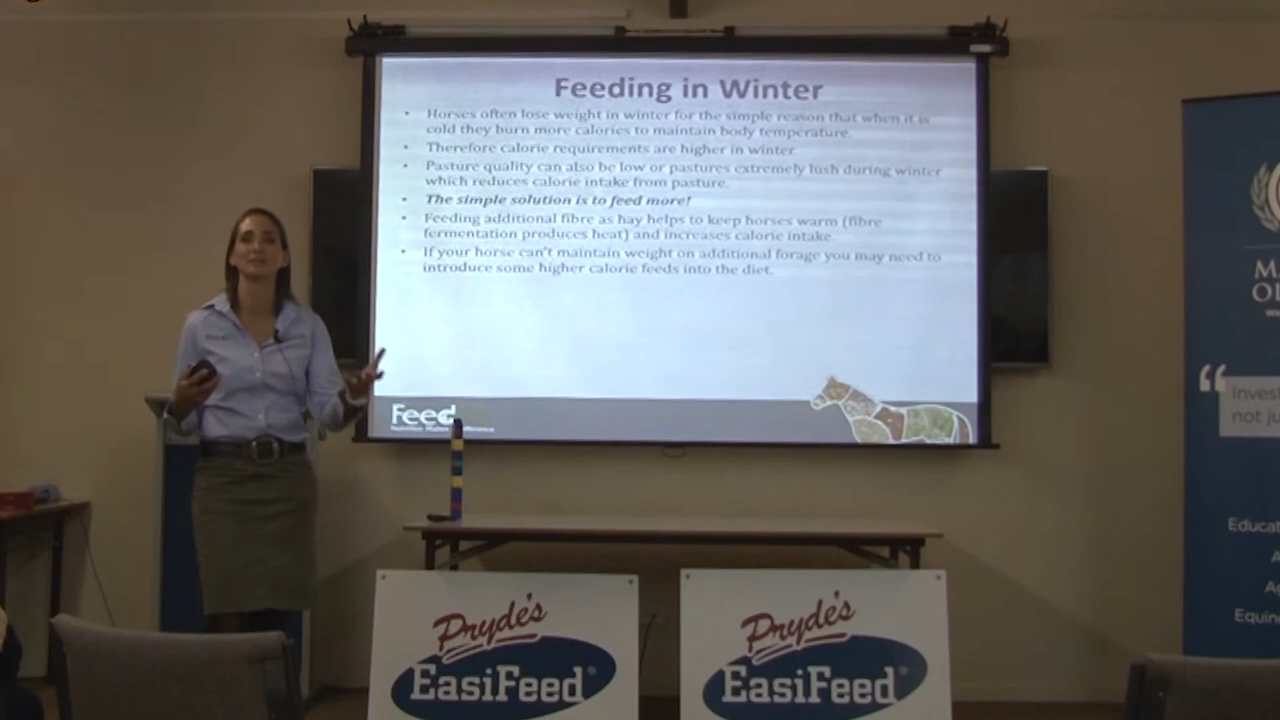 Feeding in Winter
• Horses often lose weight in winter for the simple reason that when it is
cold they burn more calories to maintain body temperature.
• Therefore calorie requirements are higher in winter.
• Pasture quality can also be low or pastures extremely lush during winter
which reduces calorie intake from pasture.
• The simple solution is to feed more!
• Feeding additional fibre as hay helps to keep horses warm (fibre
fermentation produces heat) and increases calorie intake.
• If your horse can't maintain weight on additional forage you may need to
introduce some higher calorie feeds into the diet.
Feed
Pryde's
EasiFeed®
Pryde's
EasiFeed®
M
“
Inves
not ju
Educat
A
Equin